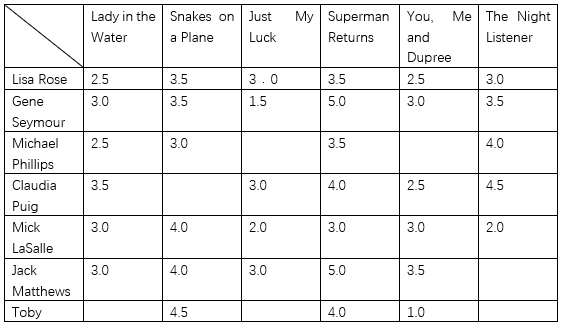 Lady in the Water Snakes on a Plane Just My Luck Superman Returns You, Me and Dupree The Night Listener
Lisa Rose 2.5 3.5 3．0 3.5 2.5 3.0
Gene Seymour 3.0 3.5 1.5 5.0 3.0 3.5
Michael Phillips 2.5 3.0 3.5 4.0
Claudia Puig 3.5 3.0 4.0 2.5 4.5
Mick LaSalle 3.0 4.0 2.0 3.0 3.0 2.0
Jack Matthews 3.0 4.0 3.0 5.0 3.5
Toby 4.5 4.0 1.0